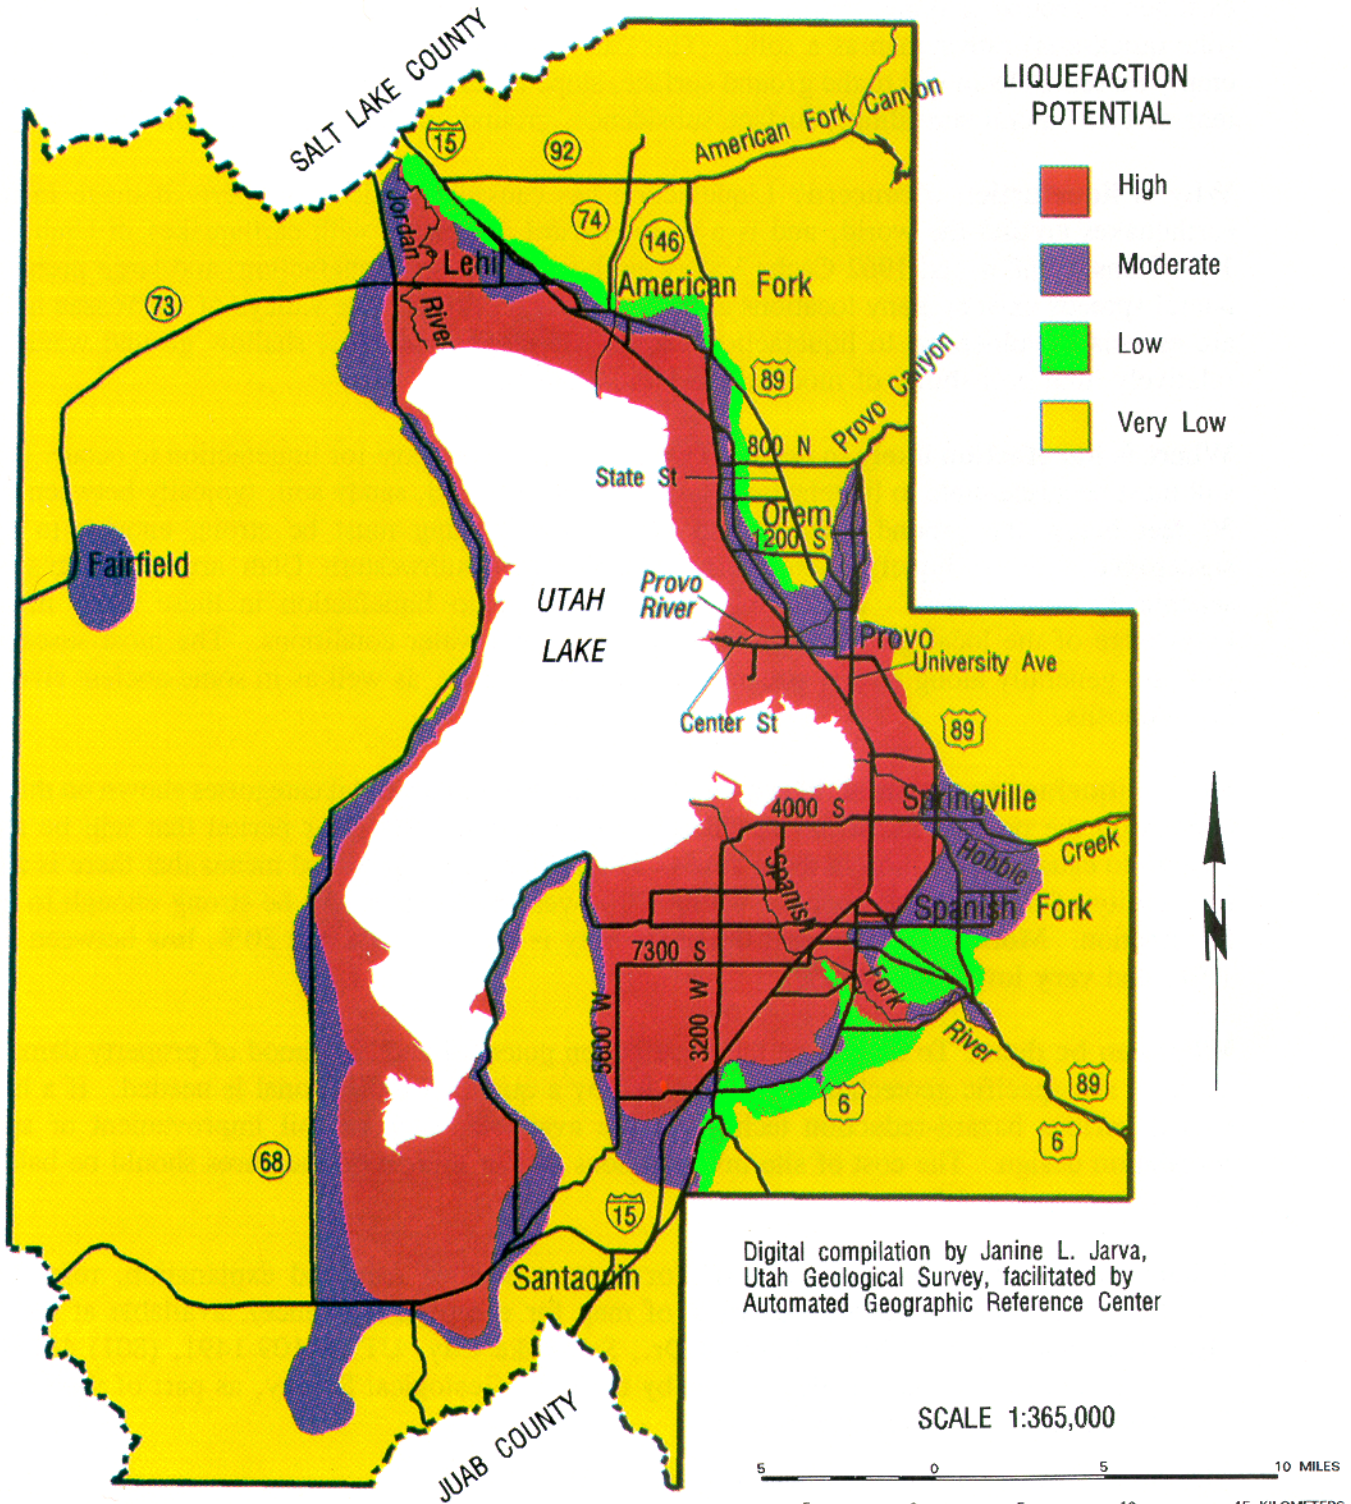 SALT LAKE COUNTY
LIQUEFACTION
POTENTIAL
High
Moderate
Low
Very Low
15
92
American Fork Canyon
74
146
Jordan
River
Lehi
American Fork
73
89
Provo Canyon
800 N
State St
Orem
1200 S
Fairfield
UTAH
LAKE
Provo
River
Provo
University Ave
Center St
89
Springville
4000 S
Hobble
Creek
Spanish
Fork
River
Spanish Fork
7300 S
5600 W
3200 W
89
6
6
68
15
Santaquin
JUAB COUNTY
Digital compilation by Janine L. Jarva,
Utah Geological Survey, facilitated by
Automated Geographic Reference Center
N
SCALE 1:365,000
5 0 5 10 MILES